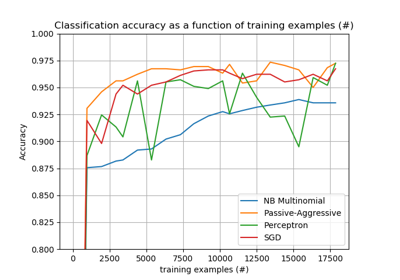 Classification accuracy as a function of training examples (#)
1.000
0.975
0.950
0.925
0.900
0.875
0.850
0.825
0.800
Accuracy
NB Multinomial
Passive-Aggressive
Perceptron
SGD
0 2500 5000 7500 10000 12500 15000 17500
training examples (#)